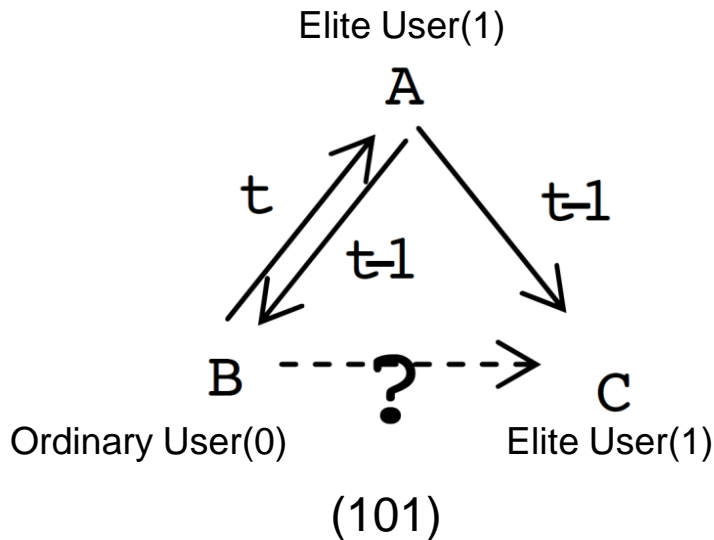 Elite User(1)
A
t
t-1
t-1
B
?
C
Ordinary User(0)
Elite User(1)
(101)